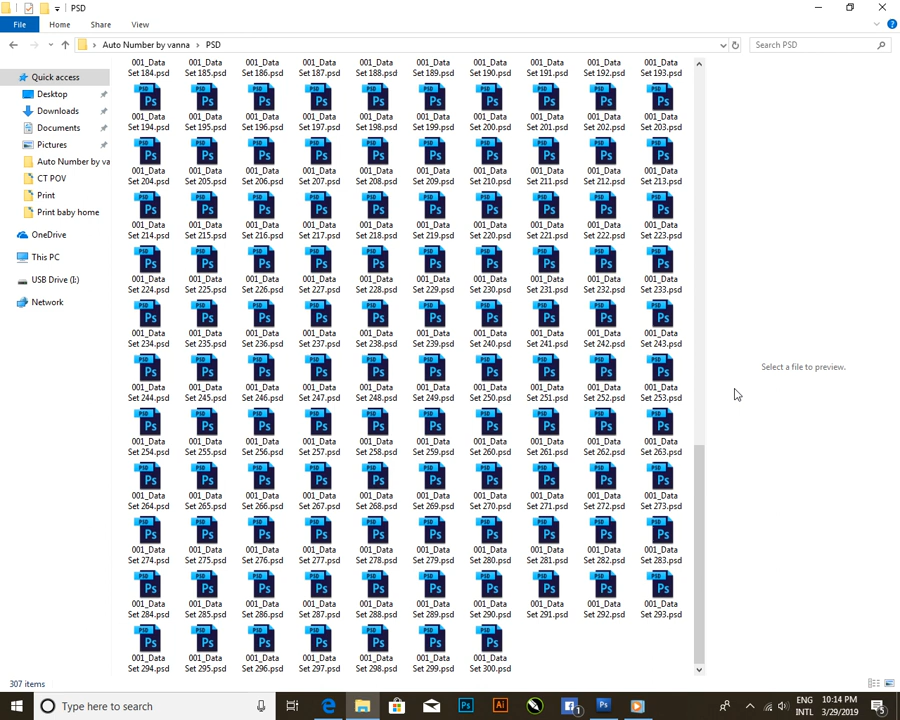 PSD
File Home Share View
Auto Number by vanna PSD
Search PSD
Quick access
Desktop
Downloads
Documents
Pictures
Auto Number by va
CT POV
Print
Print baby home
OneDrive
This PC
USB Drive (I:)
Network
001_Data 001_Data 001_Data 001_Data 001_Data 001_Data 001_Data 001_Data 001_Data 001_Data
Set 184.psd Set 185.psd Set 186.psd Set 187.psd Set 188.psd Set 189.psd Set 190.psd Set 191.psd Set 192.psd Set 193.psd
001_Data 001_Data 001_Data 001_Data 001_Data 001_Data 001_Data 001_Data 001_Data 001_Data
Set 194.psd Set 195.psd Set 196.psd Set 197.psd Set 198.psd Set 199.psd Set 200.psd Set 201.psd Set 202.psd Set 203.psd
001_Data 001_Data 001_Data 001_Data 001_Data 001_Data 001_Data 001_Data 001_Data 001_Data
Set 204.psd Set 205.psd Set 206.psd Set 207.psd Set 208.psd Set 209.psd Set 210.psd Set 211.psd Set 212.psd Set 213.psd
001_Data 001_Data 001_Data 001_Data 001_Data 001_Data 001_Data 001_Data 001_Data 001_Data
Set 214.psd Set 215.psd Set 216.psd Set 217.psd Set 218.psd Set 219.psd Set 220.psd Set 221.psd Set 222.psd Set 223.psd
001_Data 001_Data 001_Data 001_Data 001_Data 001_Data 001_Data 001_Data 001_Data 001_Data
Set 224.psd Set 225.psd Set 226.psd Set 227.psd Set 228.psd Set 229.psd Set 230.psd Set 231.psd Set 232.psd Set 233.psd
001_Data 001_Data 001_Data 001_Data 001_Data 001_Data 001_Data 001_Data 001_Data 001_Data
Set 234.psd Set 235.psd Set 236.psd Set 237.psd Set 238.psd Set 239.psd Set 240.psd Set 241.psd Set 242.psd Set 243.psd
001_Data 001_Data 001_Data 001_Data 001_Data 001_Data 001_Data 001_Data 001_Data 001_Data
Set 244.psd Set 245.psd Set 246.psd Set 247.psd Set 248.psd Set 249.psd Set 250.psd Set 251.psd Set 252.psd Set 253.psd
001_Data 001_Data 001_Data 001_Data 001_Data 001_Data 001_Data 001_Data 001_Data 001_Data
Set 254.psd Set 255.psd Set 256.psd Set 257.psd Set 258.psd Set 259.psd Set 260.psd Set 261.psd Set 262.psd Set 263.psd
001_Data 001_Data 001_Data 001_Data 001_Data 001_Data 001_Data 001_Data 001_Data 001_Data
Set 264.psd Set 265.psd Set 266.psd Set 267.psd Set 268.psd Set 269.psd Set 270.psd Set 271.psd Set 272.psd Set 273.psd
001_Data 001_Data 001_Data 001_Data 001_Data 001_Data 001_Data 001_Data 001_Data 001_Data
Set 274.psd Set 275.psd Set 276.psd Set 277.psd Set 278.psd Set 279.psd Set 280.psd Set 281.psd Set 282.psd Set 283.psd
001_Data 001_Data 001_Data 001_Data 001_Data 001_Data 001_Data 001_Data 001_Data 001_Data
Set 284.psd Set 285.psd Set 286.psd Set 287.psd Set 288.psd Set 289.psd Set 290.psd Set 291.psd Set 292.psd Set 293.psd
001_Data 001_Data 001_Data 001_Data 001_Data 001_Data 001_Data
Set 294.psd Set 295.psd Set 296.psd Set 297.psd Set 298.psd Set 299.psd Set 300.psd
Select a file to preview.
307 items
Type here to search
ENG 10:14 PM
INTL 3/29/2019